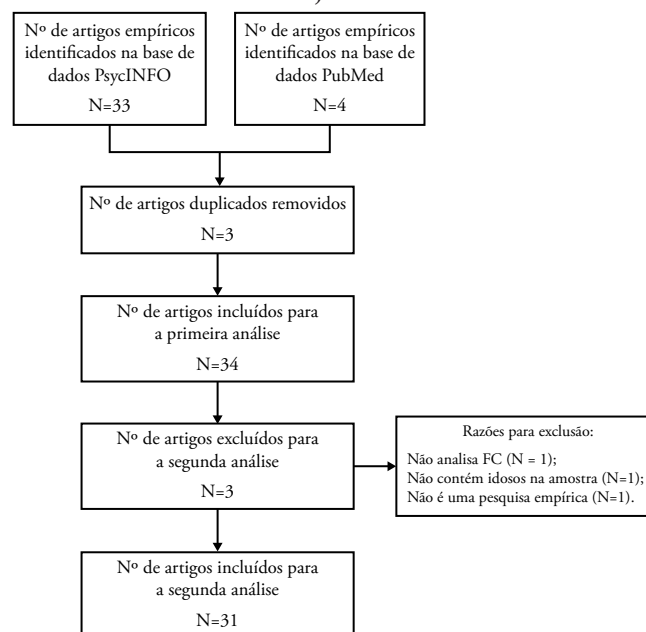 Nº de artigos empíricos
identificados na base de
dados PsycINFO
N=33
Nº de artigos empíricos
identificados na base de
dados PubMed
N=4
Nº de artigos duplicados removidos
N=3
Nº de artigos incluídos para
a primeira análise
N=34
Nº de artigos excluídos para
a segunda análise
N=3
Razões para exclusão:
Não analisa FC (N = 1);
Não contém idosos na amostra (N=1);
Não é uma pesquisa empírica (N=1).
Nº de artigos incluídos para
a segunda análise
N=31